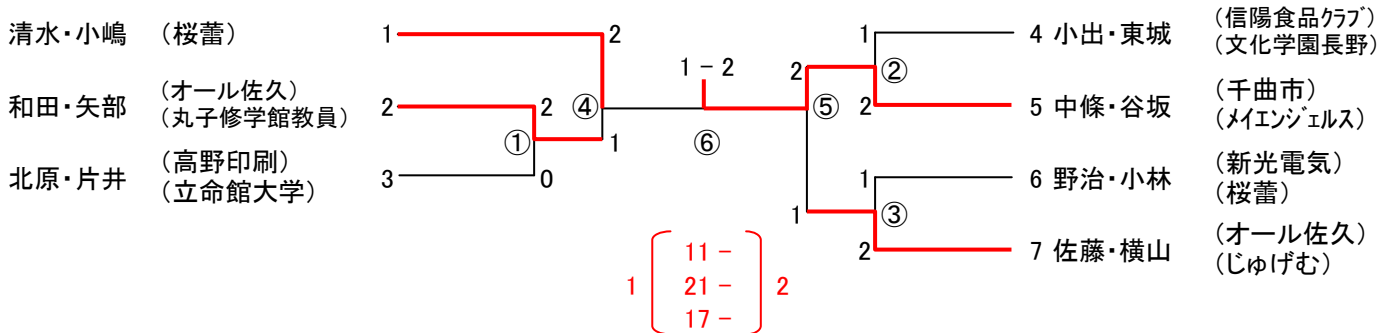 清水・小嶋 (桜蕾) 1
2
和田・矢部 (オール佐久) (丸子修学館教員) 2
2
①
④
1
北原・片井 (高野印刷) (立命館大学) 3
0
1 − 2
⑥
2
⑤
1
1
②
2
4 小出・東城 (信陽食品クラブ) (文化学園長野)
5 中條・谷坂 (千曲市) (メイエンジェルス)
1
③
2
6 野治・小林 (新光電気) (桜蕾)
7 佐藤・横山 (オール佐久) (じゅげむ)
11 −
1 21 − 2
17 −